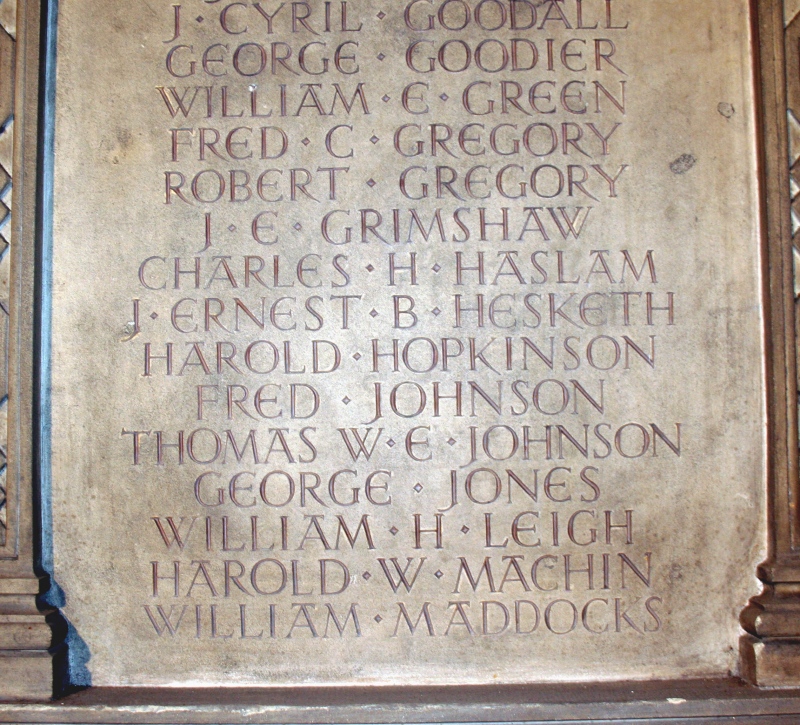 J · CYRIL · GOODALL
GEORGE · GOODIER
WILLIAM · E · GREEN
FRED · C · GREGORY
ROBERT · GREGORY
J · E · GRIMSHAW
CHARLES · H · HASLAM
J · ERNEST · B · HESKETH
HAROLD · HOPKINSON
FRED · JOHNSON
THOMAS W · E · JOHNSON
GEORGE · JONES
WILLIAM · H · LEIGH
HAROLD · W · MACHIN
WILLIAM · MADDOCKS